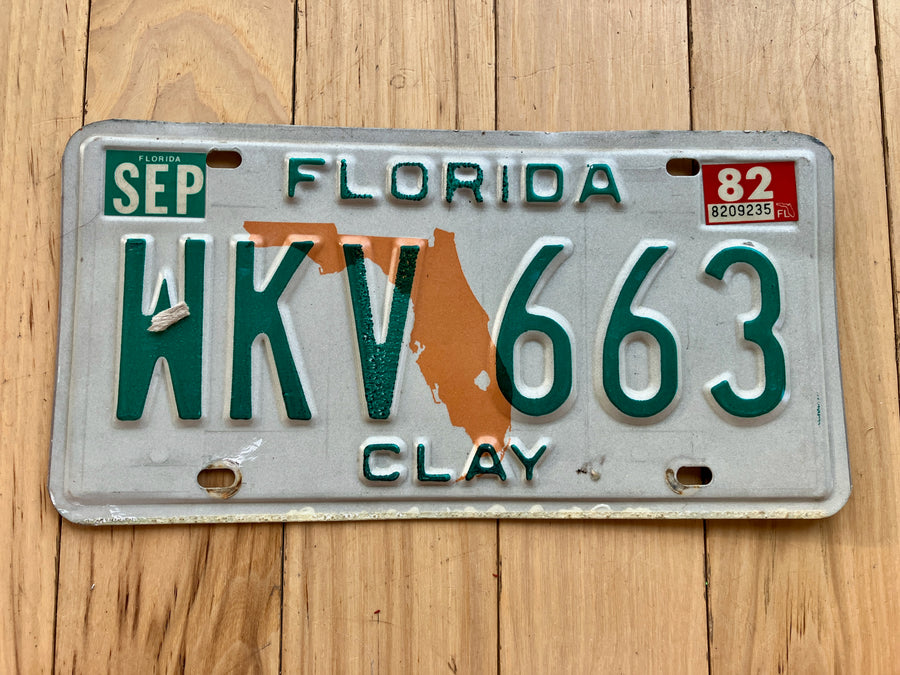 FLORIDA
SEP
FLORIDA
82
8209235 FL
WKV 663
CLAY